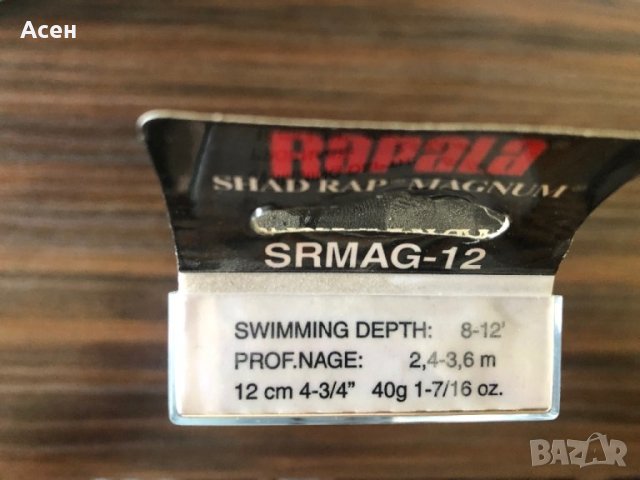 Асен
Rapala
SHAD RAP MAGNUM
SRMAG-12
SWIMMING DEPTH: 8-12'
PROF.NAGE: 2,4-3,6 m
12 cm 4-3/4" 40g 1-7/16 oz.
BAZAR